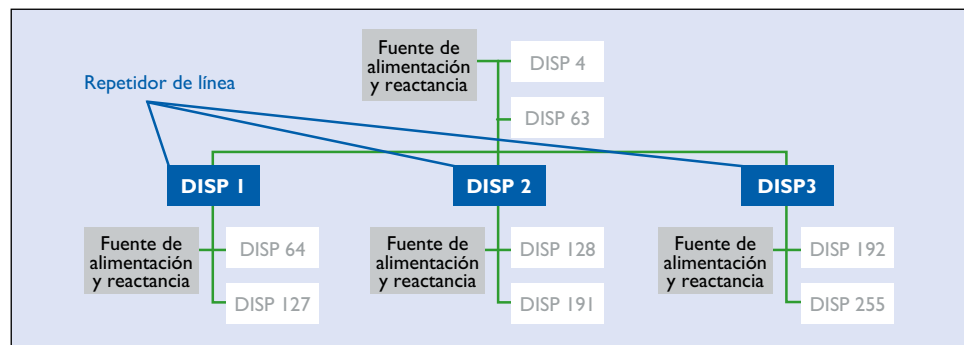 Fuente de
alimentación
y reactancia
DISP 4
Repetidor de línea
DISP 63
DISP 1
DISP 2
DISP3
Fuente de
alimentación
y reactancia
DISP 64
DISP 127
Fuente de
alimentación
y reactancia
DISP 128
DISP 191
Fuente de
alimentación
y reactancia
DISP 192
DISP 255